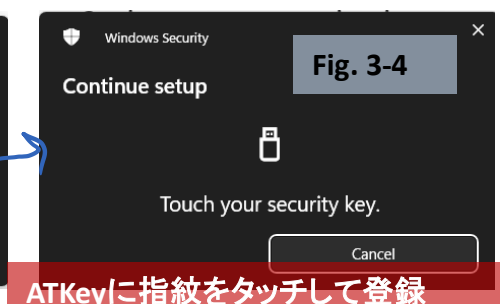 Windows Security
Fig. 3-4
Continue setup
Touch your security key.
Cancel
ATKeyに指紋をタッチして登録